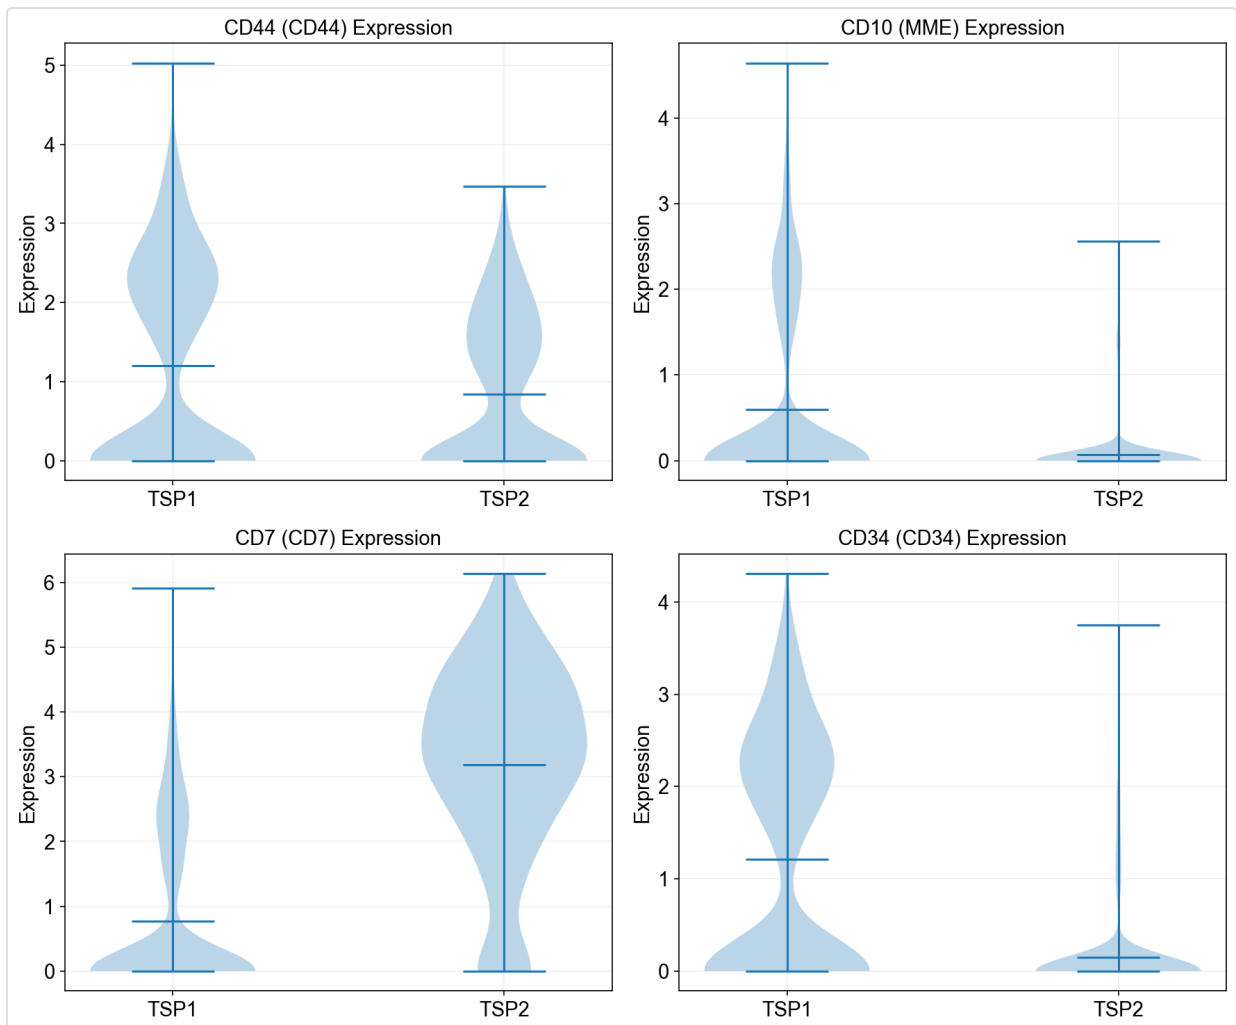 CD44 (CD44) Expression
Expression
5
4
3
2
1
0
TSP1
TSP2
CD10 (MME) Expression
Expression
4
3
2
1
0
TSP1
TSP2
CD7 (CD7) Expression
Expression
6
5
4
3
2
1
0
TSP1
TSP2
CD34 (CD34) Expression
Expression
4
3
2
1
0
TSP1
TSP2